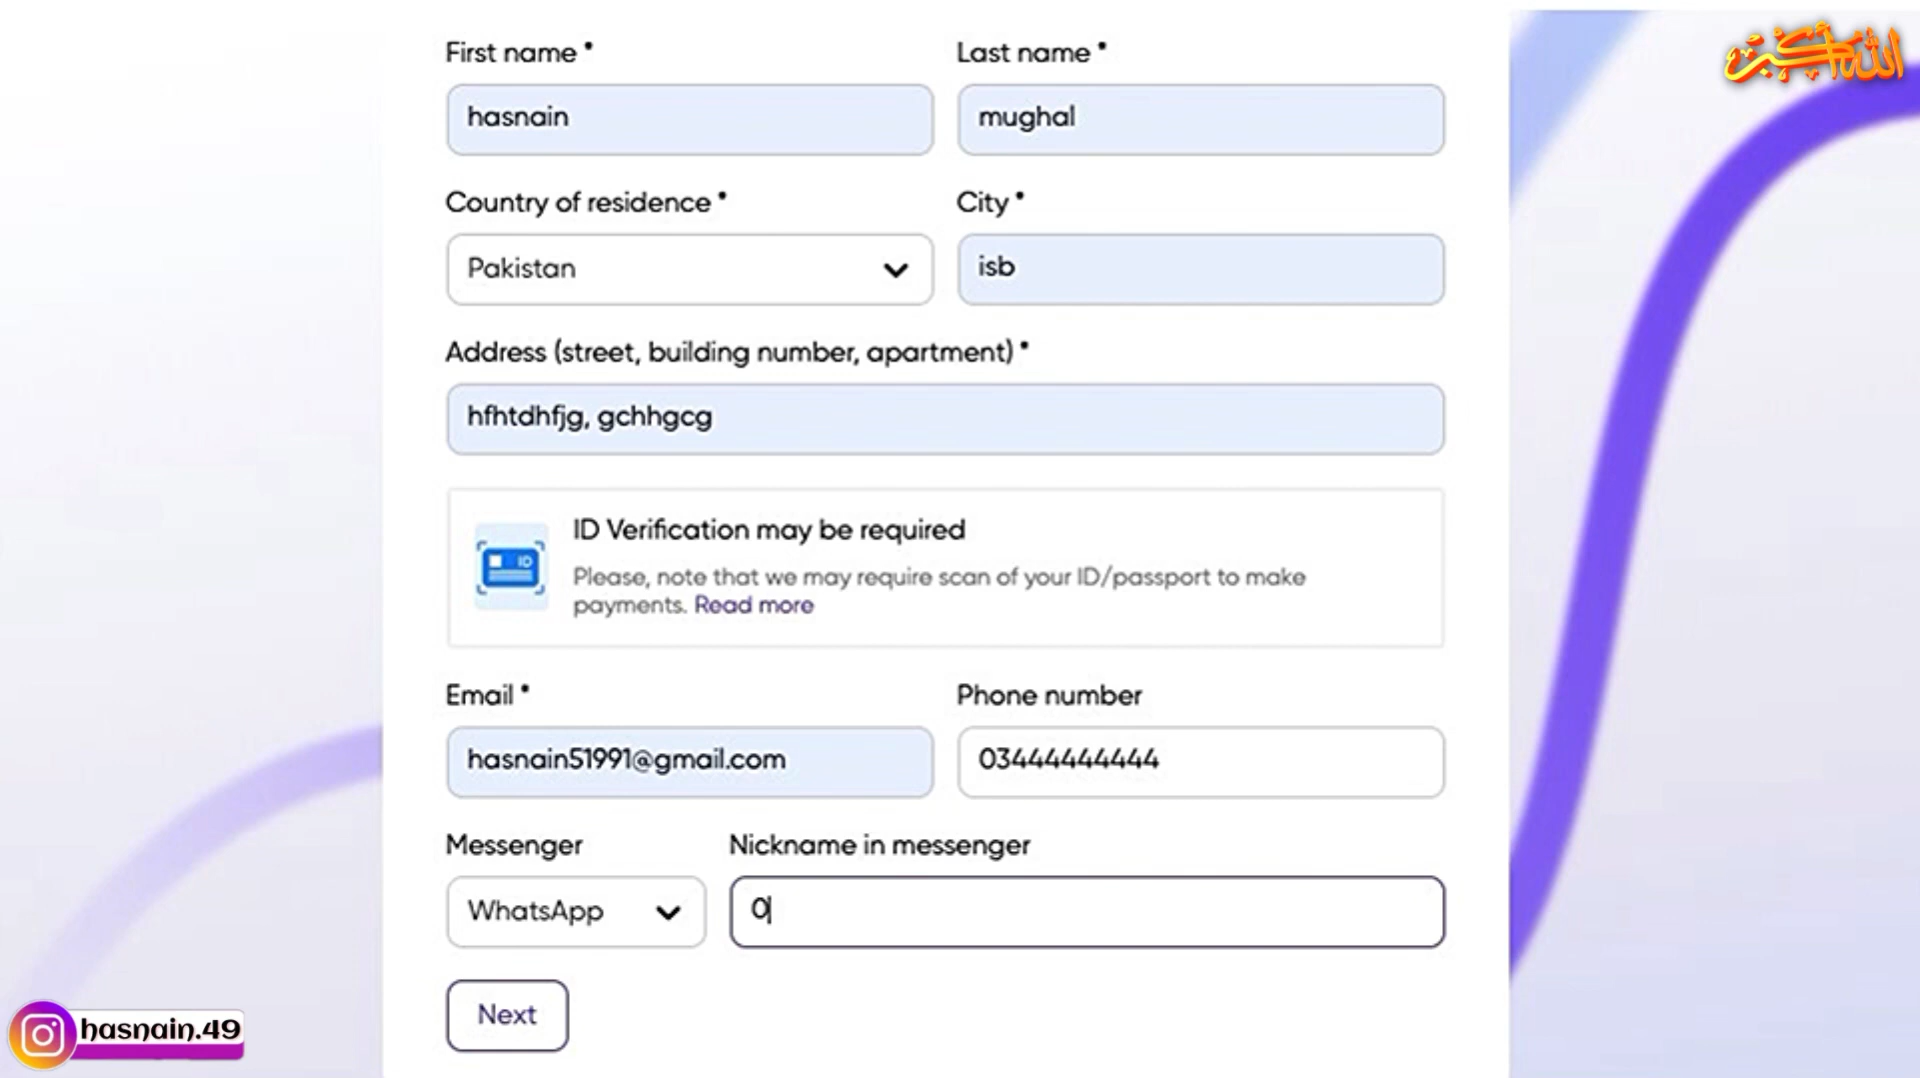 الله أكبر
First name *
Last name *
hasnain
mughal
Country of residence *
City *
Pakistan
isb
Address (street, building number, apartment) *
hfhtdhfjg, gchhgcg
ID
ID Verification may be required
Please, note that we may require scan of your ID/passport to make
payments. Read more
Email *
Phone number
hasnain51991@gmail.com
03444444444
Messenger
Nickname in messenger
WhatsApp
0
Next
hasnain.49